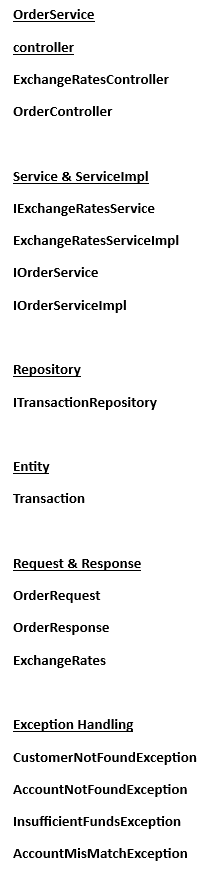 OrderService
controller
ExchangeRatesController
OrderController
Service & ServiceImpl
IExchangeRatesService
ExchangeRatesServiceImpl
IOrderService
IOrderServiceImpl
Repository
ITransactionRepository
Entity
Transaction
Request & Response
OrderRequest
OrderResponse
ExchangeRates
Exception Handling
CustomerNotFoundException
AccountNotFoundException
InsufficientFundsException
AccountMisMatchException